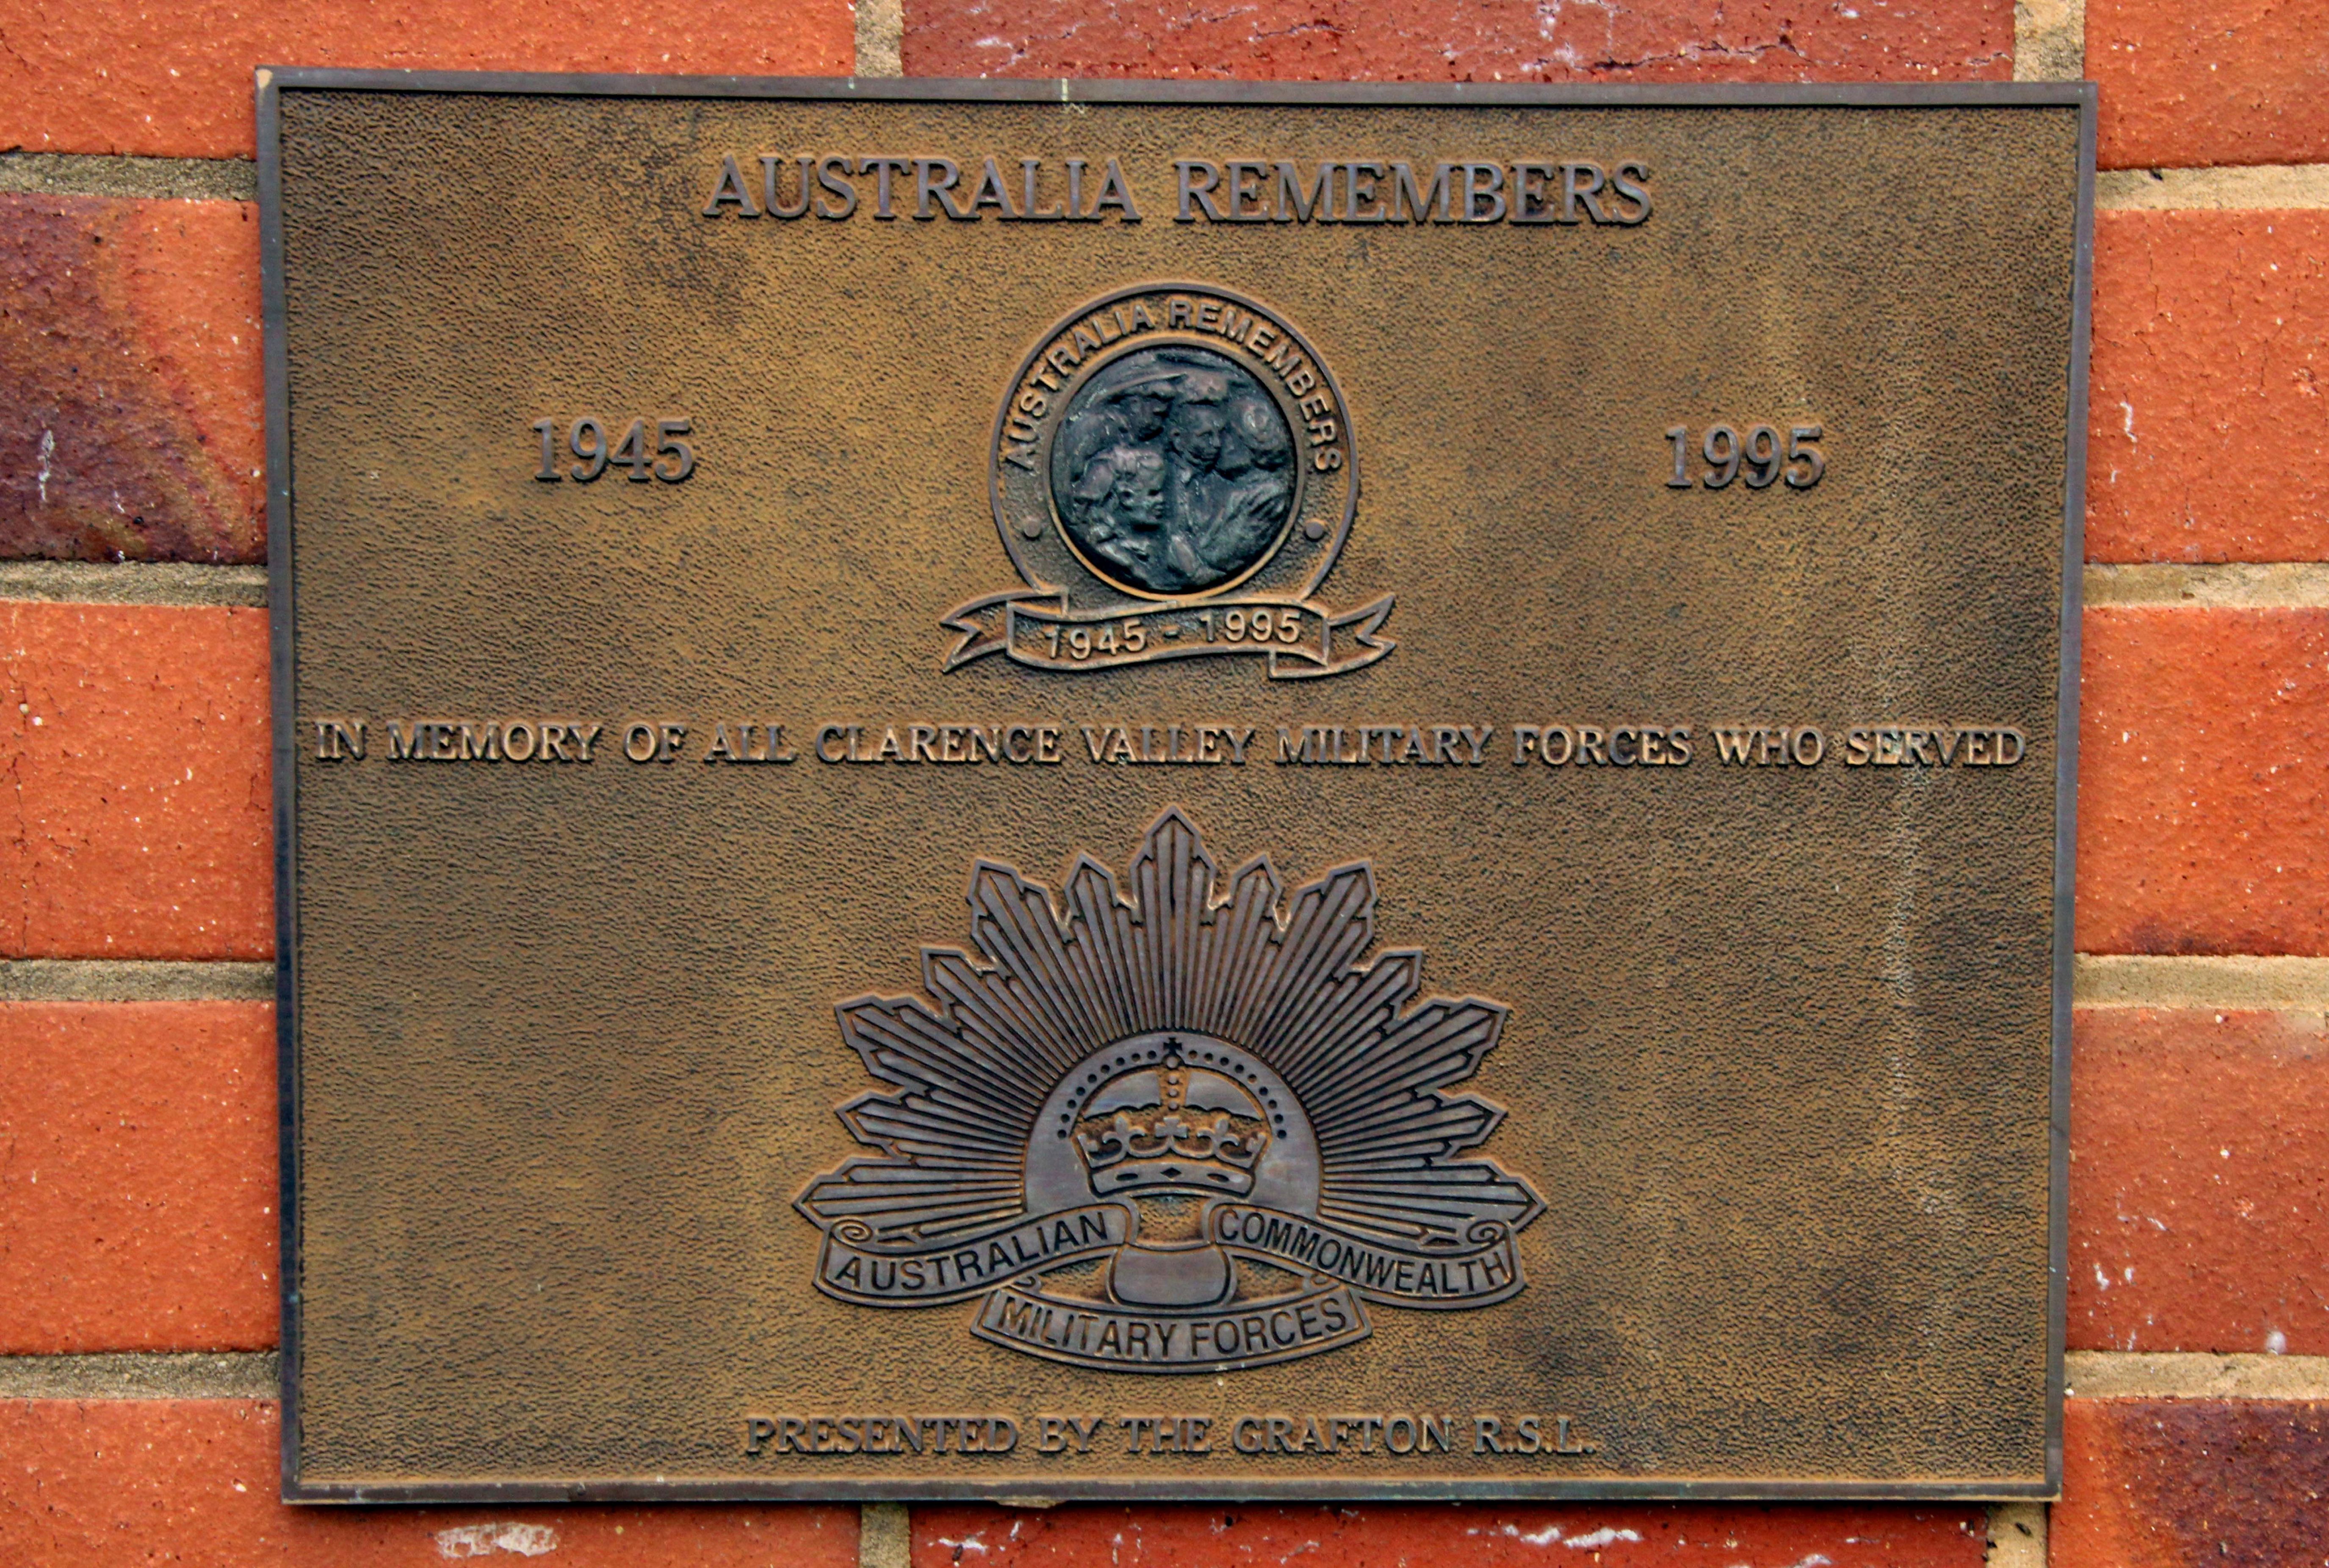 AUSTRALIA REMEMBERS
AUSTRALIA REMEMBERS
1945 1995
1945 - 1995
IN MEMORY OF ALL CLARENCE VALLEY MILITARY FORCES WHO SERVED
AUSTRALIAN COMMONWEALTH
MILITARY FORCES
PRESENTED BY THE GRAFTON R.S.L.